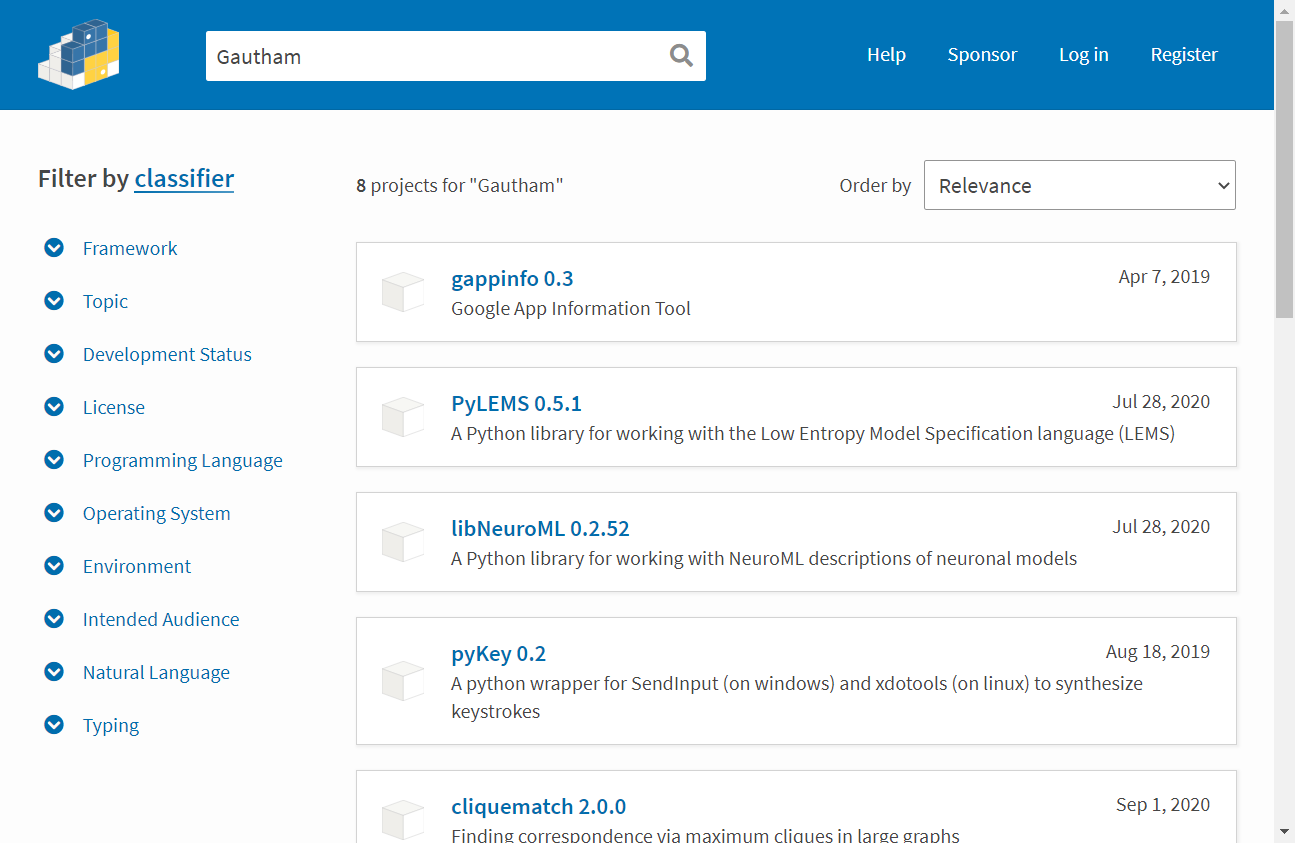 Gautham
Help Sponsor Log in Register
Filter by classifier
Framework
Topic
Development Status
License
Programming Language
Operating System
Environment
Intended Audience
Natural Language
Typing
8 projects for "Gautham"
Order by Relevance
gappinfo 0.3
Apr 7, 2019
Google App Information Tool
PyLEMS 0.5.1
Jul 28, 2020
A Python library for working with the Low Entropy Model Specification language (LEMS)
libNeuroML 0.2.52
Jul 28, 2020
A Python library for working with NeuroML descriptions of neuronal models
pyKey 0.2
Aug 18, 2019
A python wrapper for SendInput (on windows) and xdotools (on linux) to synthesize
keystrokes
cliquematch 2.0.0
Sep 1, 2020
Finding correspondence via maximum cliques in large graphs